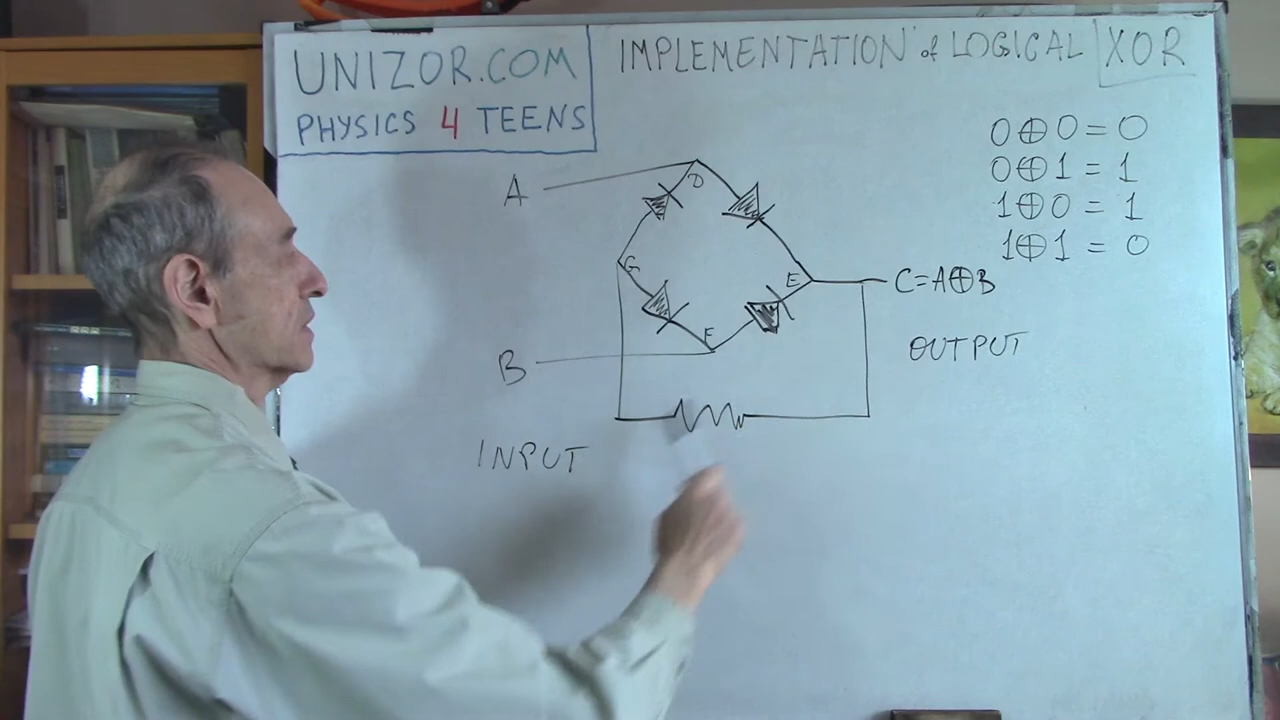 UNIZOR.COM
PHYSICS 4 TEENS
IMPLEMENTATION of LOGICAL XOR
0⊕0=0
0⊕1=1
1⊕0=1
1⊕1=0
A
D
G
E
C=A⊕B
F
B
OUTPUT
INPUT